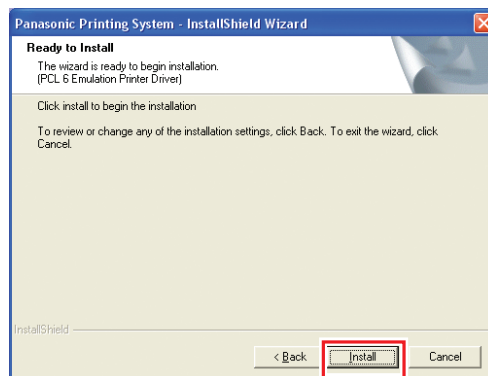 Panasonic Printing System - InstallShield Wizard
Ready to Install
The wizard is ready to begin installation.
(PCL 6 Emulation Printer Driver)
Click install to begin the installation
To review or change any of the installation settings, click Back. To exit the wizard, click
Cancel.
InstallShield
< Back Install Cancel